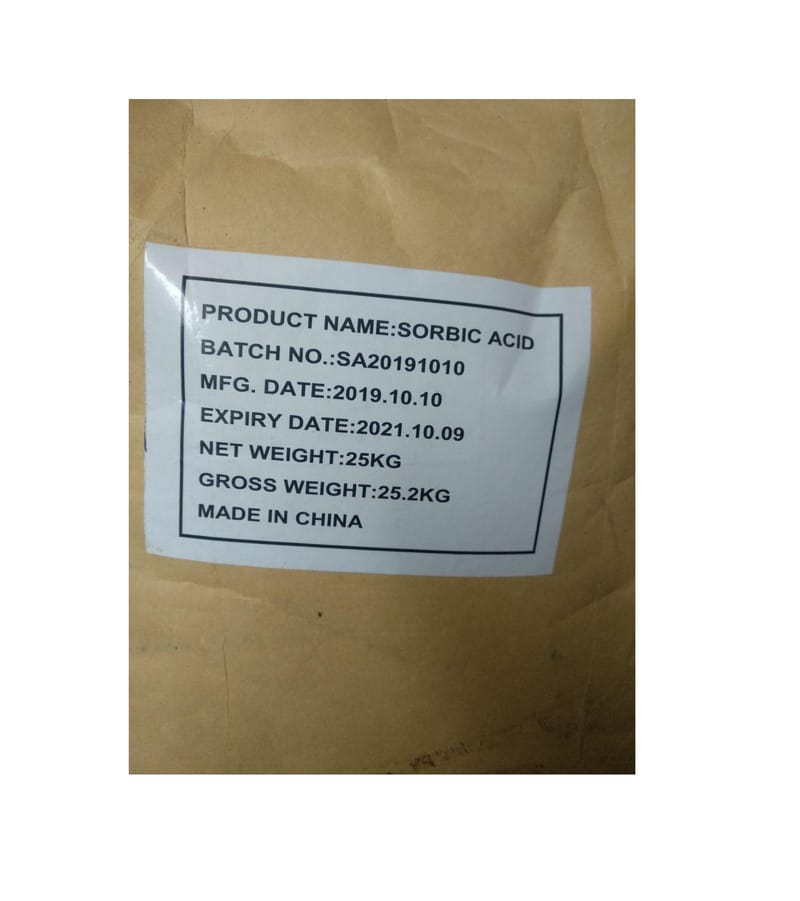 PRODUCT NAME:SORBIC ACID
BATCH NO.:SA20191010
MFG. DATE:2019.10.10
EXPIRY DATE:2021.10.09
NET WEIGHT:25KG
GROSS WEIGHT:25.2KG
MADE IN CHINA